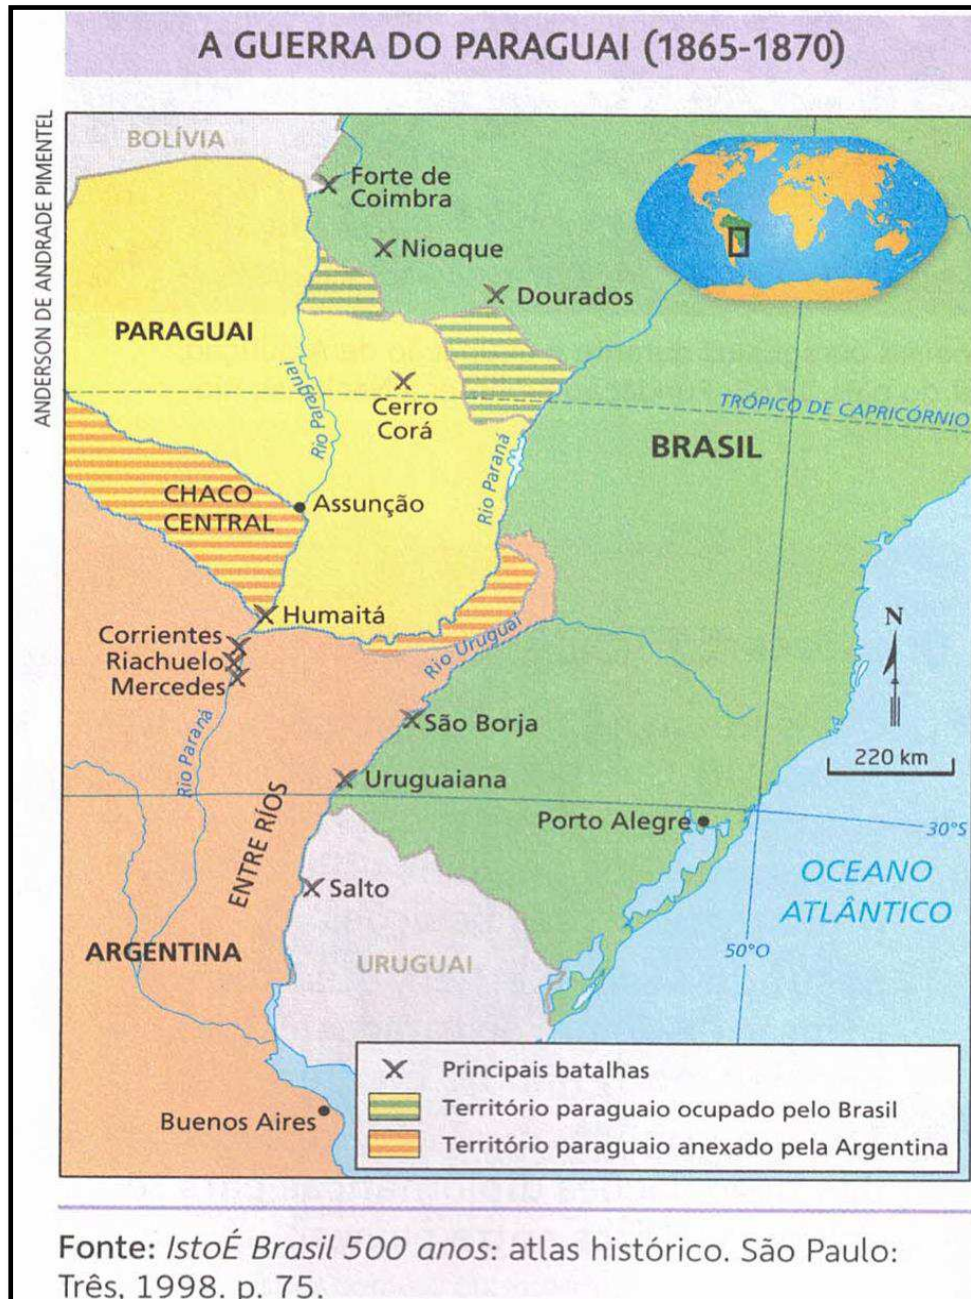 A GUERRA DO PARAGUAI (1865-1870)
ANDERSON DE ANDRADE PIMENTEL
BOLÍVIA
Forte de
Coimbra
Nioaque
Dourados
PARAGUAI
Rio Paraguai
Cerro
Corá
TRÓPICO DE CAPRICÓRNIO
BRASIL
Rio Paraná
CHACO
CENTRAL
Assunção
Humaitá
Corrientes
Riachuelo
Mercedes
Rio Uruguai
N
Rio Paraná
São Borja
220 km
Uruguaiana
ENTRE RÍOS
Porto Alegre
30°S
Salto
OCEANO
ATLÂNTICO
ARGENTINA
URUGUAI
50°O
Principais batalhas
Território paraguaio ocupado pelo Brasil
Território paraguaio anexado pela Argentina
Buenos Aires
Fonte: IstoÉ Brasil 500 anos: atlas histórico. São Paulo:
Três, 1998. p. 75.